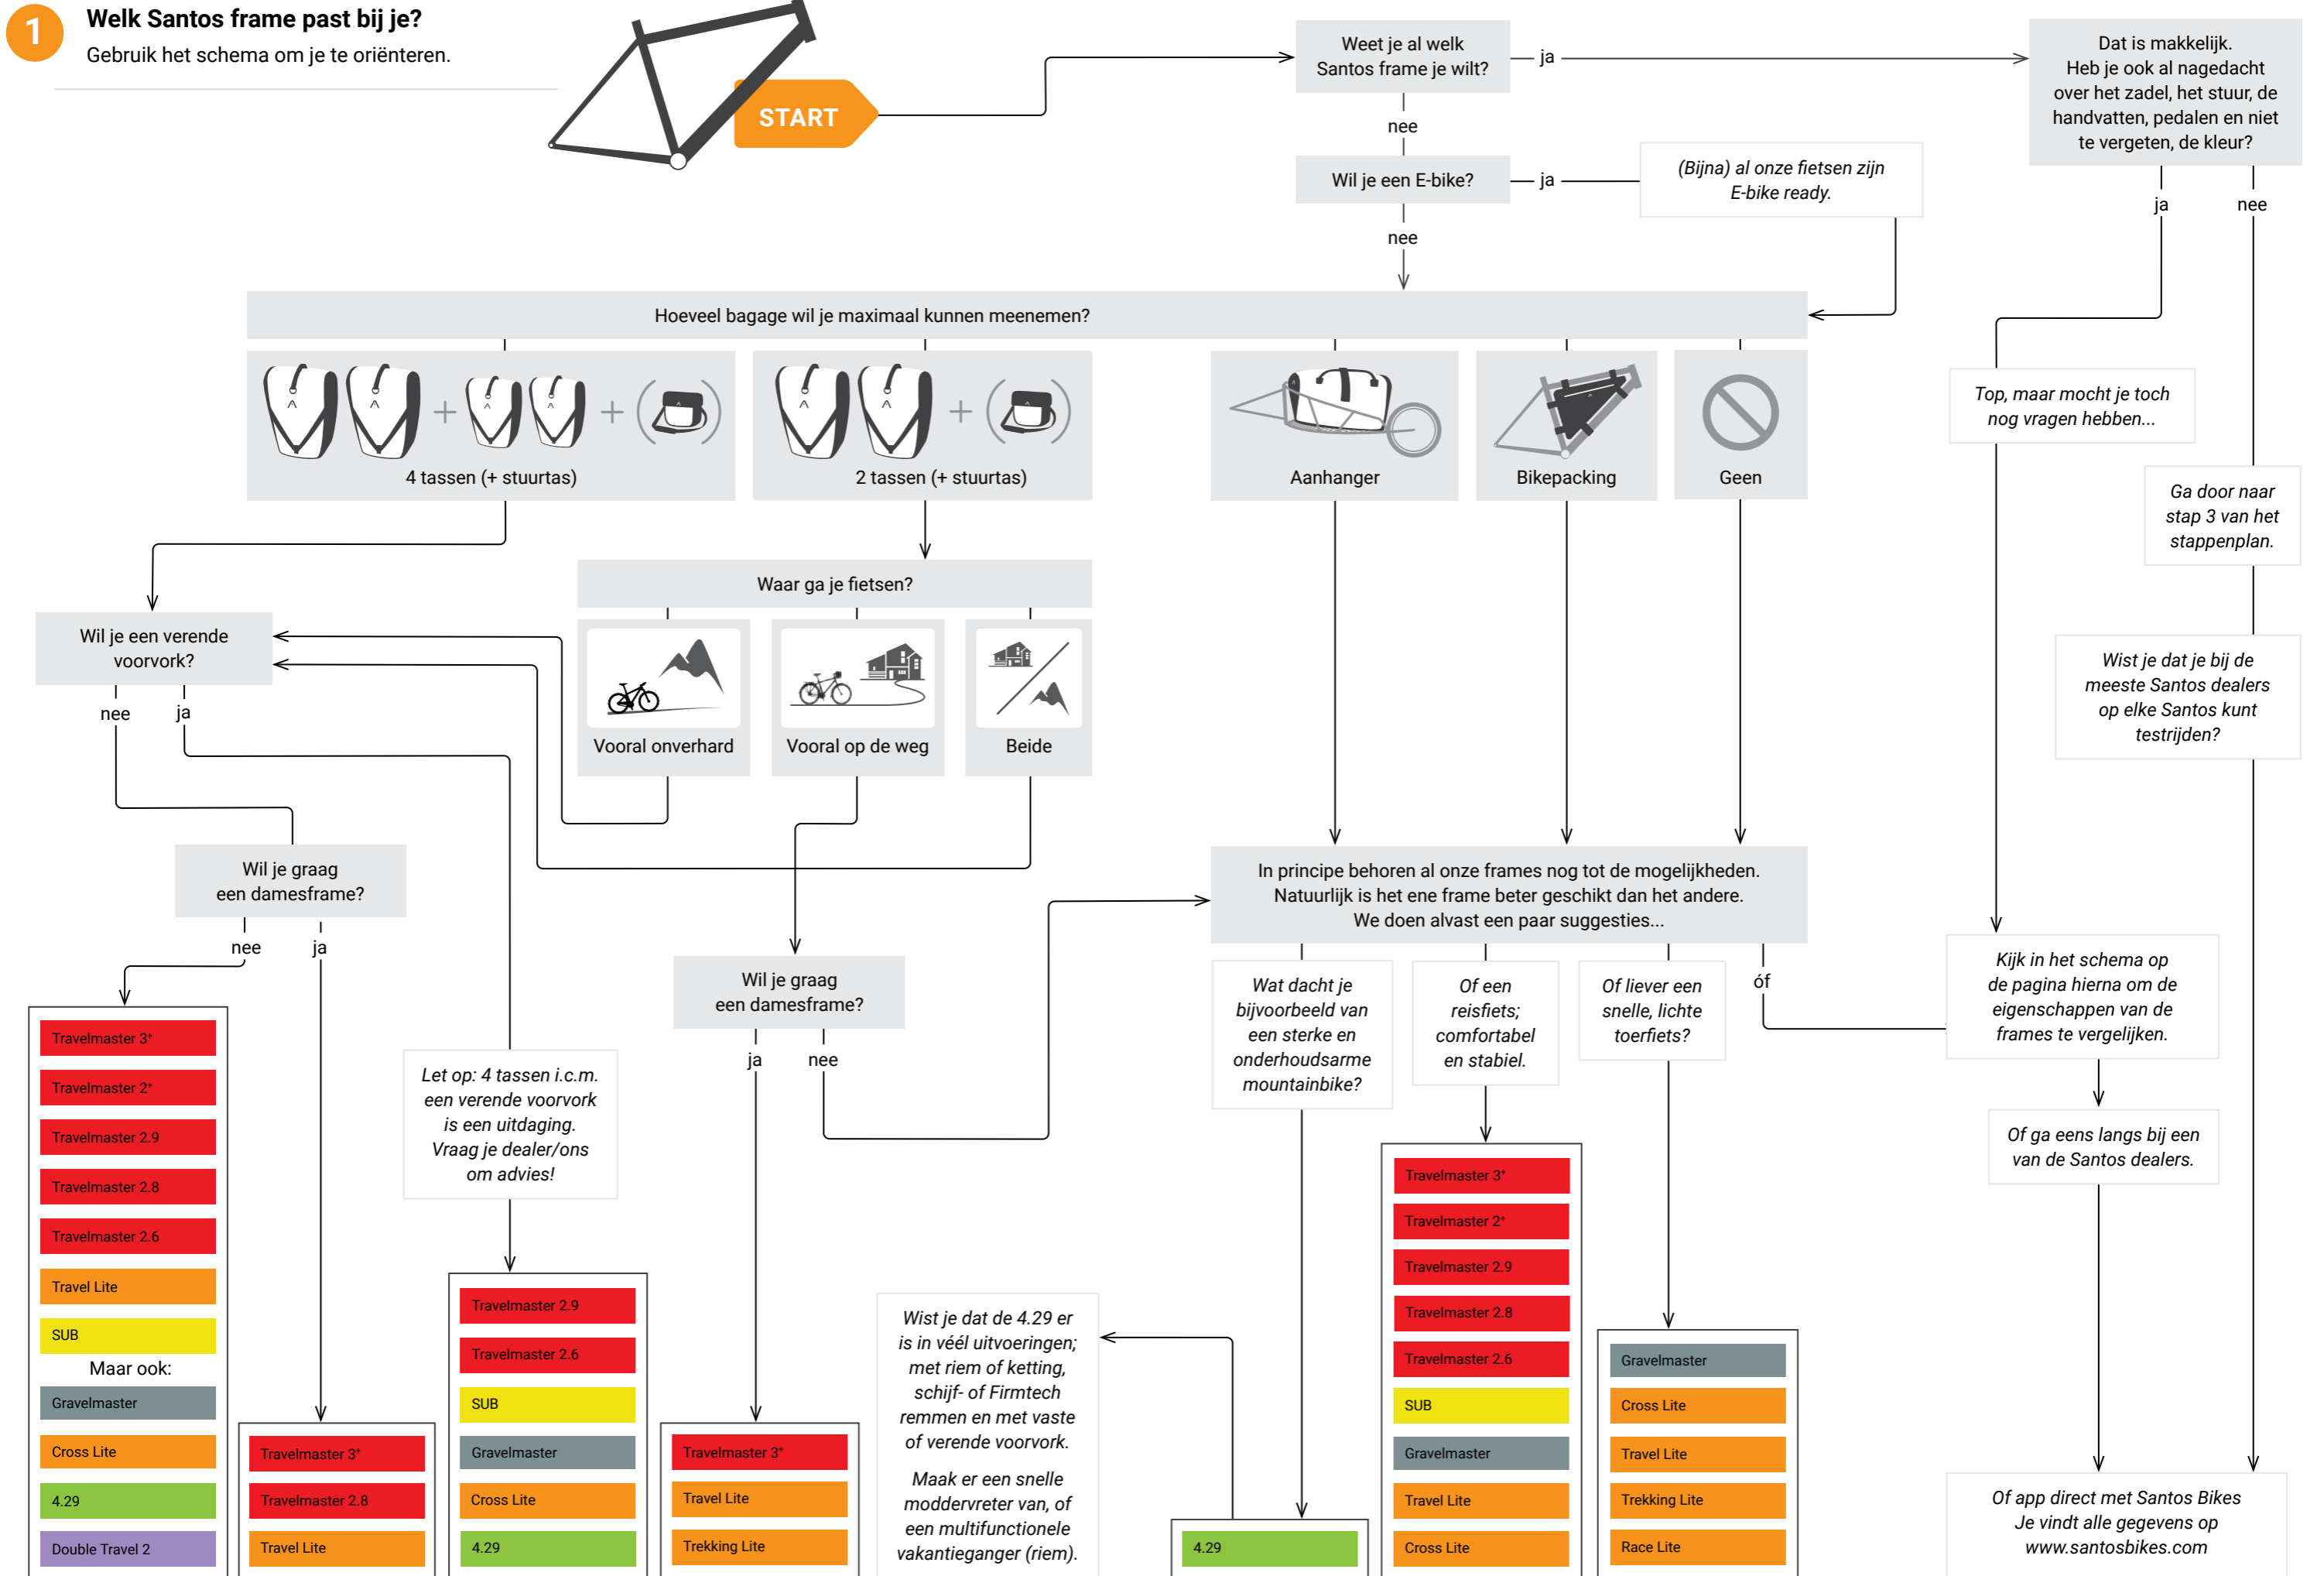 1
Welk Santos frame past bij je?
Gebruik het schema om je te oriënteren.
START
Weet je al welk
Santos frame je wilt?
ja
Dat is makkelijk.
Heb je ook al nagedacht
over het zadel, het stuur, de
handvatten, pedalen en niet
te vergeten, de kleur?
nee
Wil je een E-bike?
ja
(Bijna) al onze fietsen zijn
E-bike ready.
ja
nee
nee
Hoeveel bagage wil je maximaal kunnen meenemen?
4 tassen (+ stuurtas)
2 tassen (+ stuurtas)
Aanhanger
Bikepacking
Geen
Top, maar mocht je toch
nog vragen hebben...
Ga door naar
stap 3 van het
stappenplan.
Waar ga je fietsen?
Vooral onverhard
Vooral op de weg
Beide
Wil je een verende
voorvork?
nee
ja
Wist je dat je bij de
meeste Santos dealers
op elke Santos kunt
testrijden?
Wil je graag
een damesframe?
nee
ja
In principe behoren al onze frames nog tot de mogelijkheden.
Natuurlijk is het ene frame beter geschikt dan het andere.
We doen alvast een paar suggesties...
Wil je graag
een damesframe?
ja
nee
Wat dacht je
bijvoorbeeld van
een sterke en
onderhoudsarme
mountainbike?
Of een
reisfiets;
comfortabel
en stabiel.
Of liever een
snelle, lichte
toerfiets?
óf
Kijk in het schema op
de pagina hierna om de
eigenschappen van de
frames te vergelijken.
Of ga eens langs bij een
van de Santos dealers.
Let op: 4 tassen i.c.m.
een verende voorvork
is een uitdaging.
Vraag je dealer/ons
om advies!
Travelmaster 3+
Travelmaster 2+
Travelmaster 2.9
Travelmaster 2.8
Travelmaster 2.6
Travel Lite
SUB
Maar ook:
Gravelmaster
Cross Lite
4.29
Double Travel 2
Travelmaster 3+
Travelmaster 2.8
Travel Lite
Travelmaster 2.9
Travelmaster 2.6
SUB
Gravelmaster
Cross Lite
4.29
Travelmaster 3+
Travel Lite
Trekking Lite
Wist je dat de 4.29 er
is in véél uitvoeringen;
met riem of ketting,
schijf- of Firmtech
remmen en met vaste
of verende voorvork.
Maak er een snelle
moddervreter van, of
een multifunctionele
vakantieganger (riem).
4.29
Travelmaster 3+
Travelmaster 2+
Travelmaster 2.9
Travelmaster 2.8
Travelmaster 2.6
SUB
Gravelmaster
Travel Lite
Cross Lite
Gravelmaster
Cross Lite
Travel Lite
Trekking Lite
Race Lite
Of app direct met Santos Bikes
Je vindt alle gegevens op
www.santosbikes.com